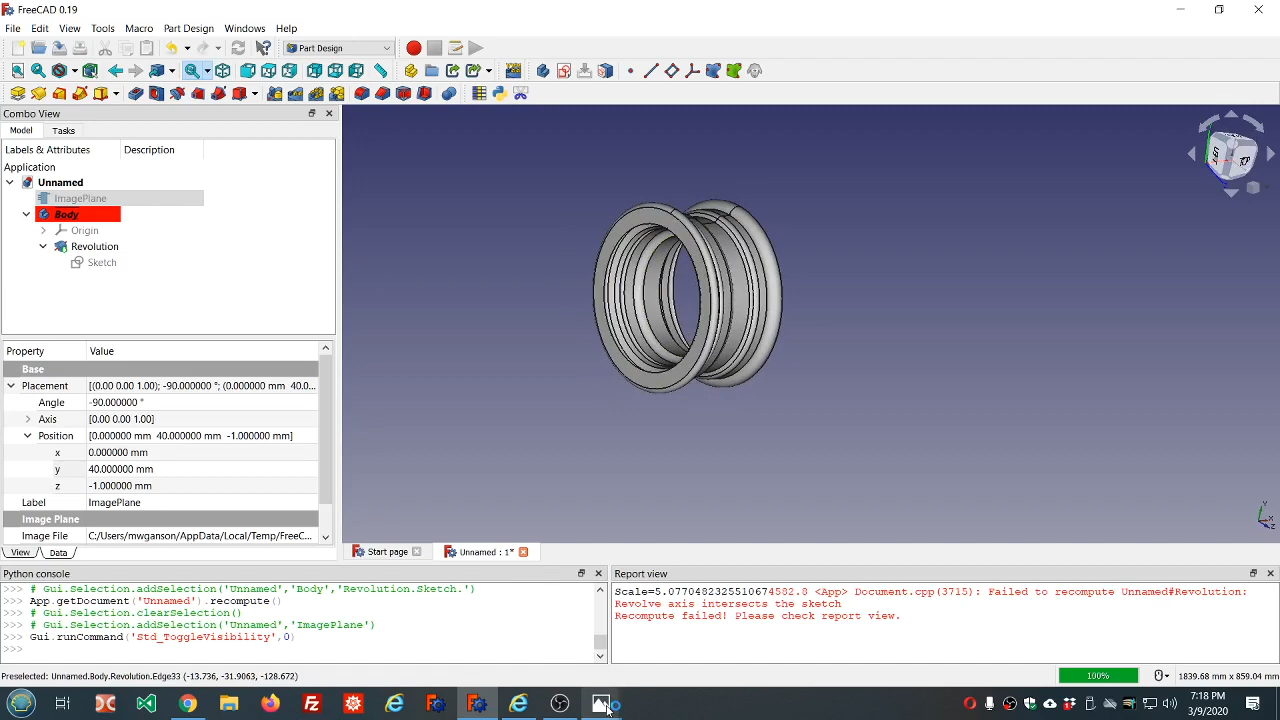 FreeCAD 0.19
File Edit View Tools Macro Part Design Windows Help
Part Design
Combo View
Model Tasks
Labels & Attributes Description
Application
Unnamed
ImagePlane
Body
Origin
Revolution
Sketch
Property Value
Base
Placement [(0.00 0.00 1.00); -90.000000 °; (0.000000 mm 40.0...
Angle -90.000000 °
Axis [0.00 0.00 1.00]
Position [0.000000 mm 40.000000 mm -1.000000 mm]
x 0.000000 mm
y 40.000000 mm
z -1.000000 mm
Label ImagePlane
Image Plane
Image File C:/Users/mwganson/AppData/Local/Temp/FreeC...
View Data
Start page Unnamed : 1*
Python console
>>> # Gui.Selection.addSelection('Unnamed','Body','Revolution.Sketch.')
>>> App.getDocument('Unnamed').recompute()
>>> # Gui.Selection.clearSelection()
>>> # Gui.Selection.addSelection('Unnamed','ImagePlane')
>>> Gui.runCommand('Std_ToggleVisibility',0)
>>>
Report view
Scale=5.0770482325510674582.8 <App> Document.cpp(3715): Failed to recompute Unnamed#Revolution:
Revolve axis intersects the sketch
Recompute failed! Please check report view.
Preselected: Unnamed.Body.Revolution.Edge33 (-13.736, -31.9063, -128.672)
100%
1839.68 mm x 859.04 mm
7:18 PM
3/9/2020